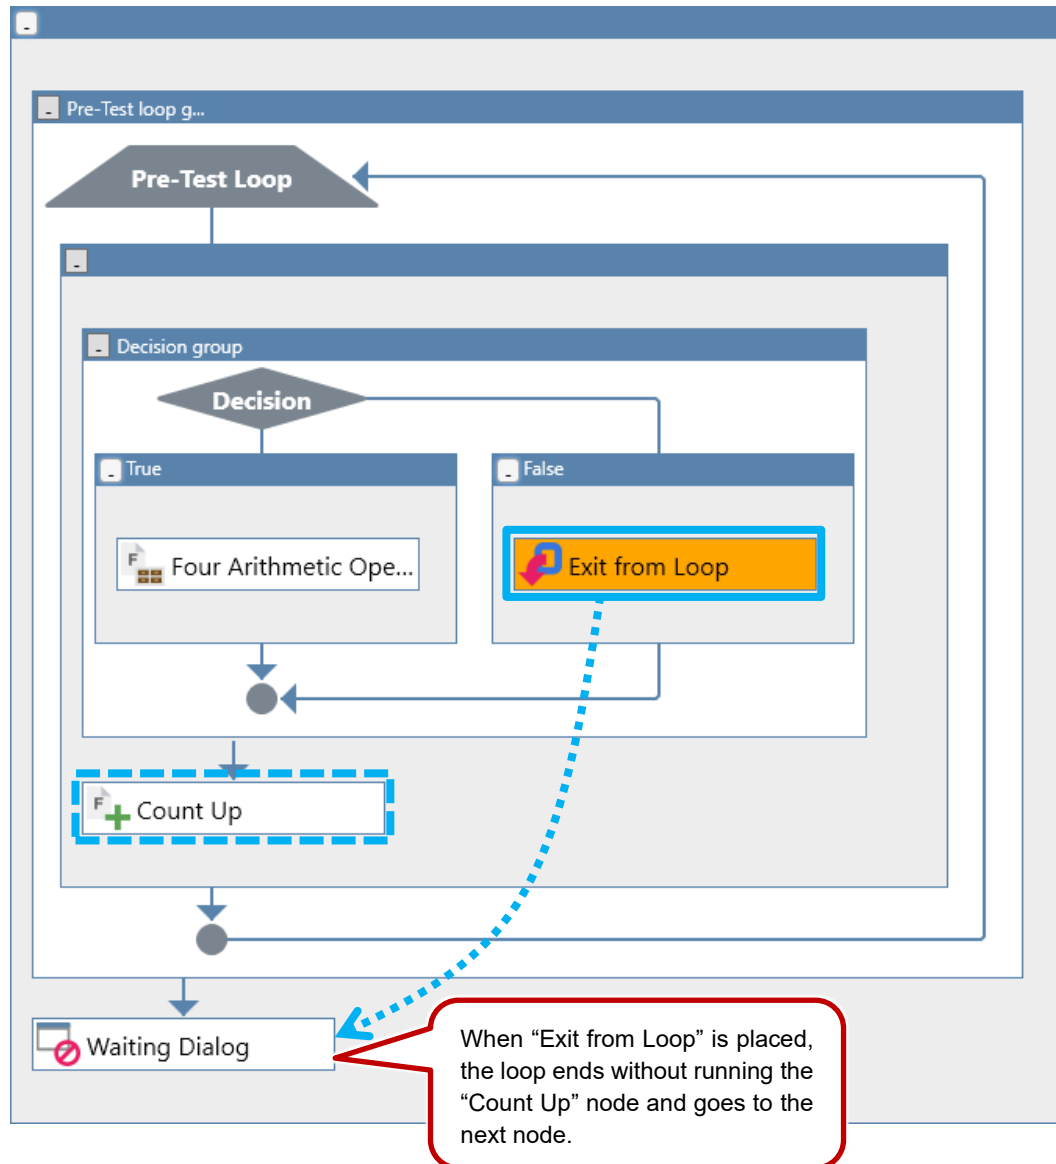 Pre-Test loop g...
Pre-Test Loop
Decision group
Decision
True
False
F
Four Arithmetic Ope...
Exit from Loop
F
Count Up
Waiting Dialog
When “Exit from Loop” is placed,
the loop ends without running the
“Count Up” node and goes to the
next node.